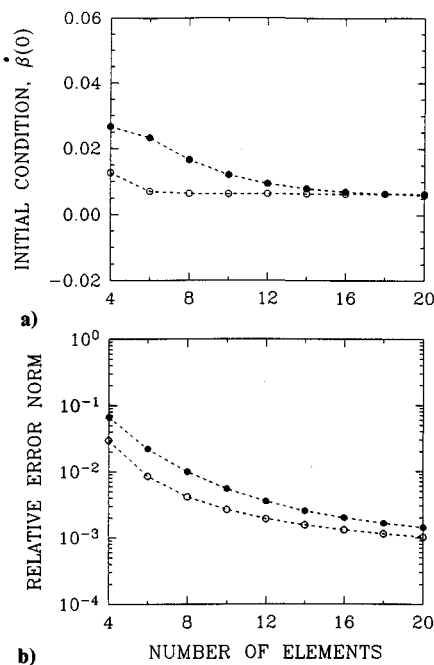 INITIAL CONDITION, β̇(0)
0.06
0.04
0.02
0.00
−0.02
4 8 12 16 20
a)
RELATIVE ERROR NORM
10⁰
10⁻¹
10⁻²
10⁻³
10⁻⁴
4 8 12 16 20
b) NUMBER OF ELEMENTS